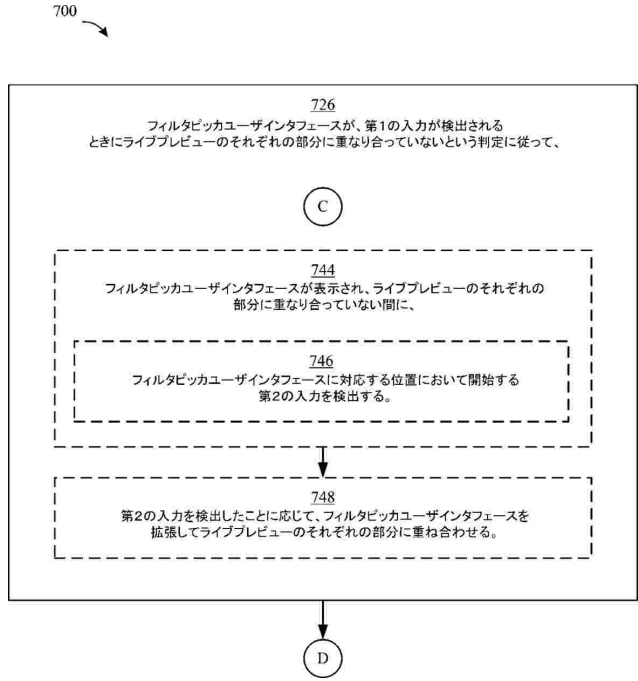 700
726
フィルタピッカユーザインタフェースが、第1の入力が検出される
ときにライブプレビューのそれぞれの部分に重なり合っていないという判定に従って、
C
744
フィルタピッカユーザインタフェースが表示され、ライブプレビューのそれぞれの
部分に重なり合っていない間に、
746
フィルタピッカユーザインタフェースに対応する位置において開始する
第2の入力を検出する。
748
第2の入力を検出したことに応じて、フィルタピッカユーザインタフェースを
拡張してライブプレビューのそれぞれの部分に重ね合わせる。
D